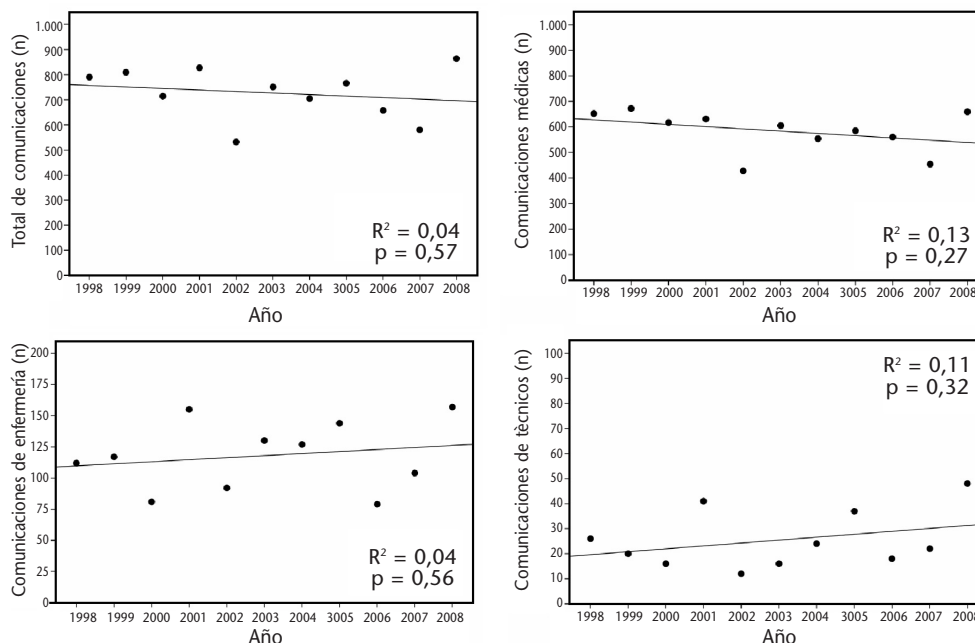 Total de comunicaciones (n)
1.000
900
800
700
600
500
400
300
200
100
0
1998 1999 2000 2001 2002 2003 2004 3005 2006 2007 2008
Año
R² = 0,04
p = 0,57
Comunicaciones médicas (n)
1.000
900
800
700
600
500
400
300
200
100
0
1998 1999 2000 2001 2002 2003 2004 3005 2006 2007 2008
Año
R² = 0,13
p = 0,27
Comunicaciones de enfermería (n)
200
175
150
125
100
75
50
25
0
1998 1999 2000 2001 2002 2003 2004 3005 2006 2007 2008
Año
R² = 0,04
p = 0,56
Comunicaciones de tècnicos (n)
100
90
80
70
60
50
40
30
20
10
0
1998 1999 2000 2001 2002 2003 2004 3005 2006 2007 2008
Año
R² = 0,11
p = 0,32